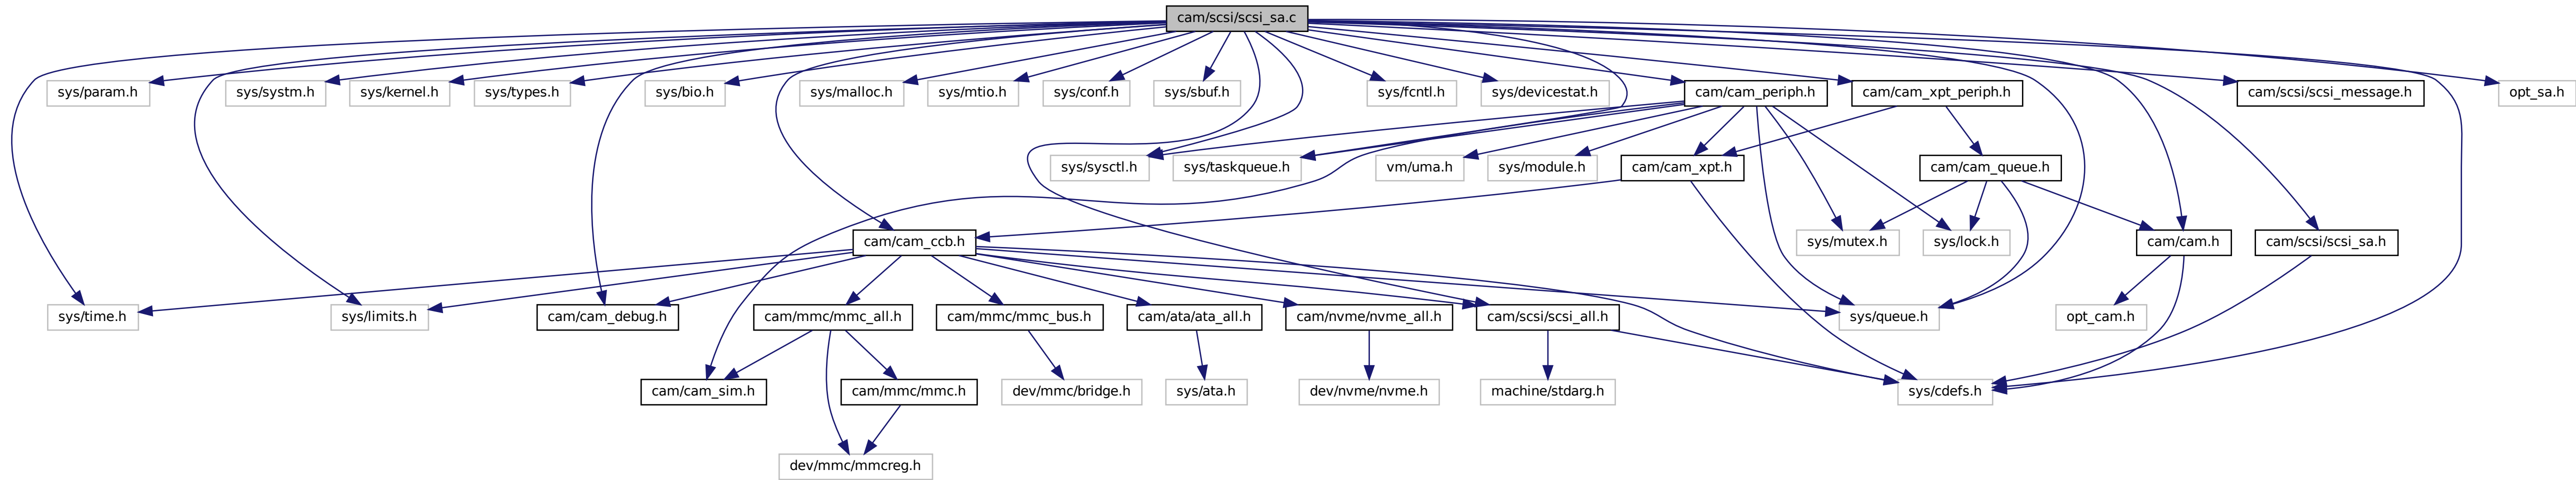 cam/scsi/scsi_sa.c
sys/param.h
sys/systm.h
sys/kernel.h
sys/types.h
sys/bio.h
sys/malloc.h
sys/mtio.h
sys/conf.h
sys/sbuf.h
sys/fcntl.h
sys/devicestat.h
cam/cam_periph.h
cam/cam_xpt_periph.h
cam/scsi/scsi_message.h
opt_sa.h
sys/sysctl.h
sys/taskqueue.h
vm/uma.h
sys/module.h
cam/cam_xpt.h
cam/cam_queue.h
cam/cam_ccb.h
sys/mutex.h
sys/lock.h
cam/cam.h
cam/scsi/scsi_sa.h
sys/time.h
sys/limits.h
cam/cam_debug.h
cam/mmc/mmc_all.h
cam/mmc/mmc_bus.h
cam/ata/ata_all.h
cam/nvme/nvme_all.h
cam/scsi/scsi_all.h
sys/queue.h
opt_cam.h
cam/cam_sim.h
cam/mmc/mmc.h
dev/mmc/bridge.h
sys/ata.h
dev/nvme/nvme.h
machine/stdarg.h
sys/cdefs.h
dev/mmc/mmcreg.h